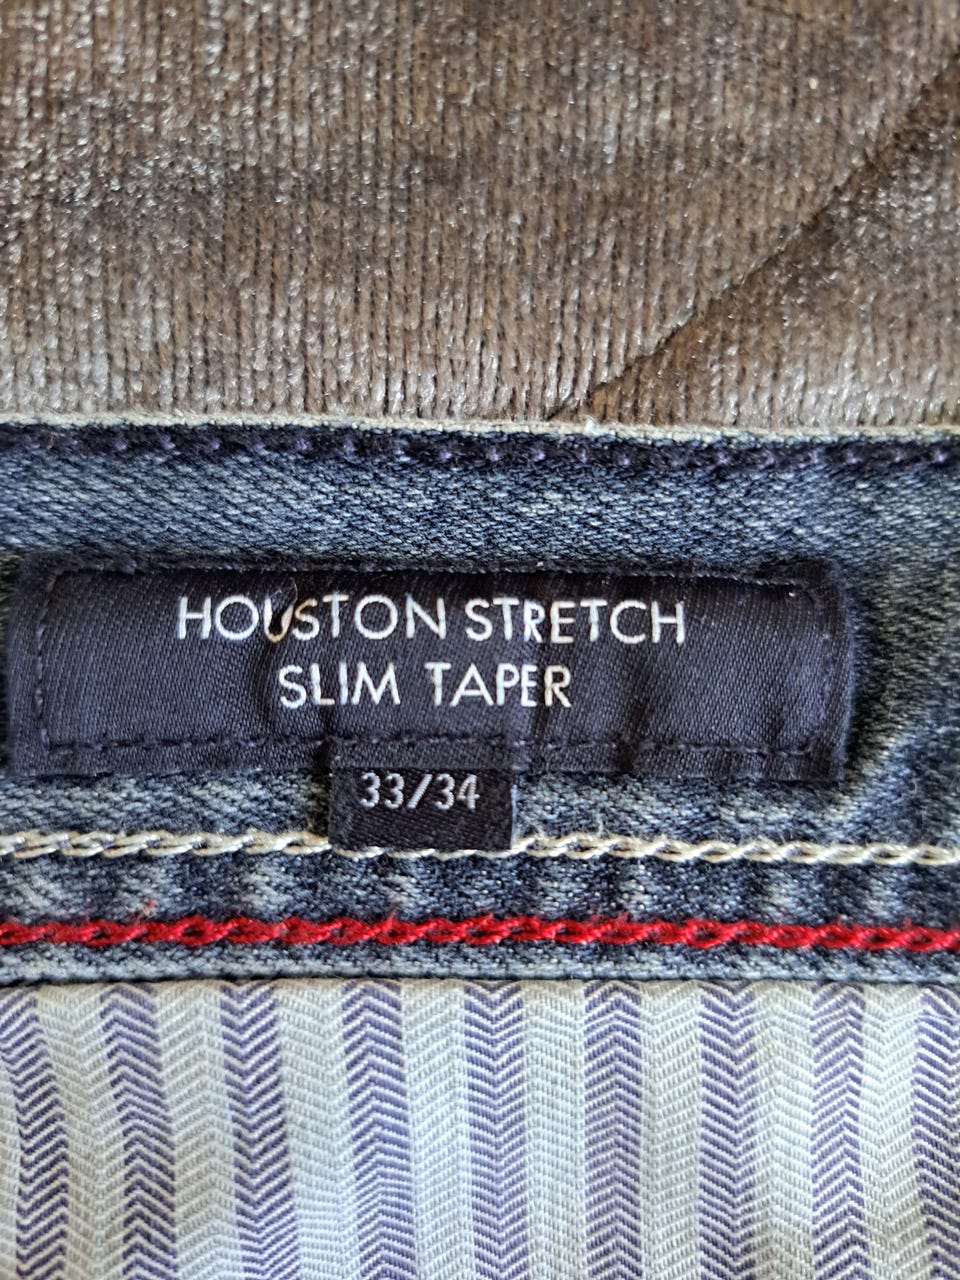 HOUSTON STRETCH
SLIM TAPER
33/34